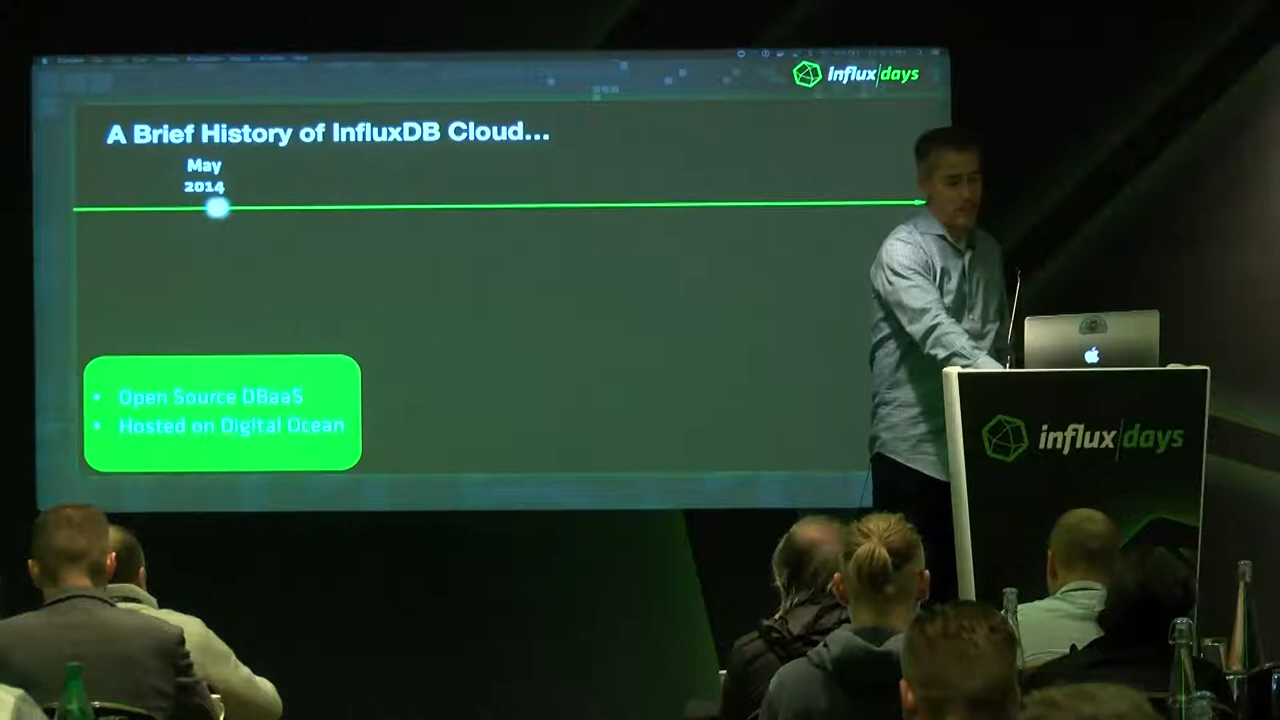 influx|days
A Brief History of InfluxDB Cloud...
May
2014
• Open Source DBaaS
• Hosted on Digital Ocean
influx|days